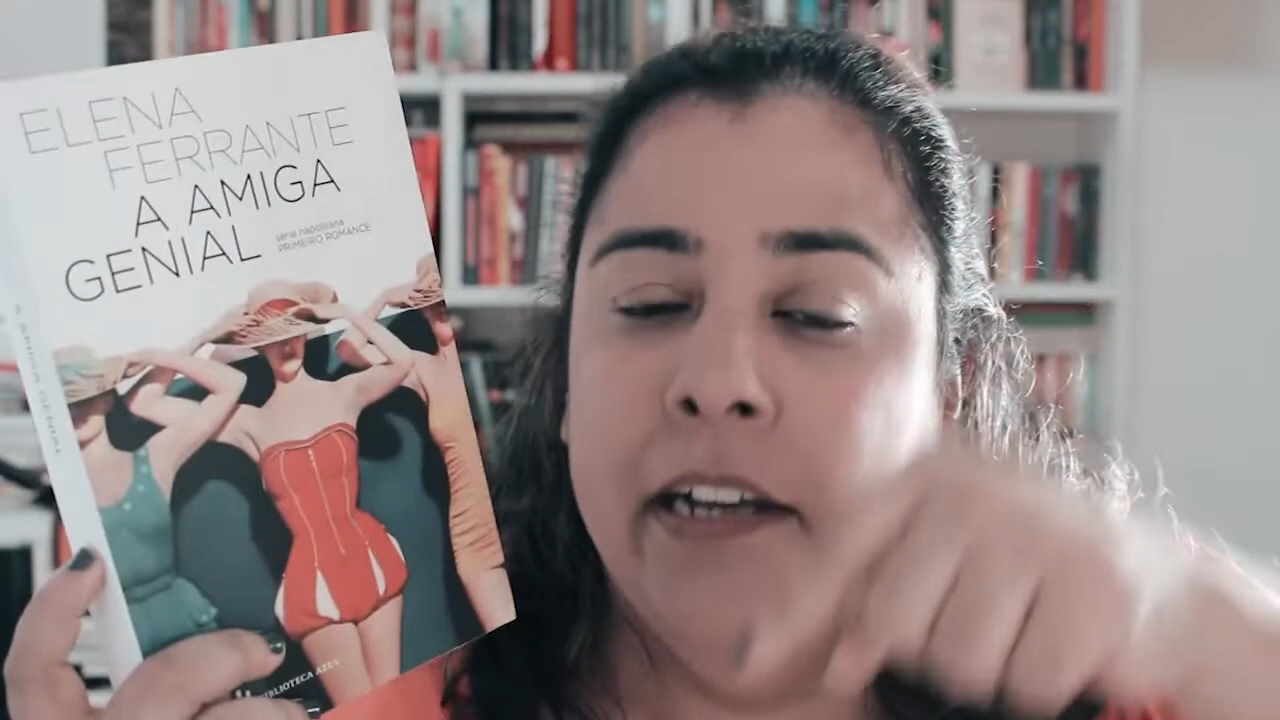 ELENA
FERRANTE
A AMIGA
GENIAL
série napolitana
PRIMEIRO ROMANCE
A AMIGA GENIAL
BIBLIOTECA AZUL